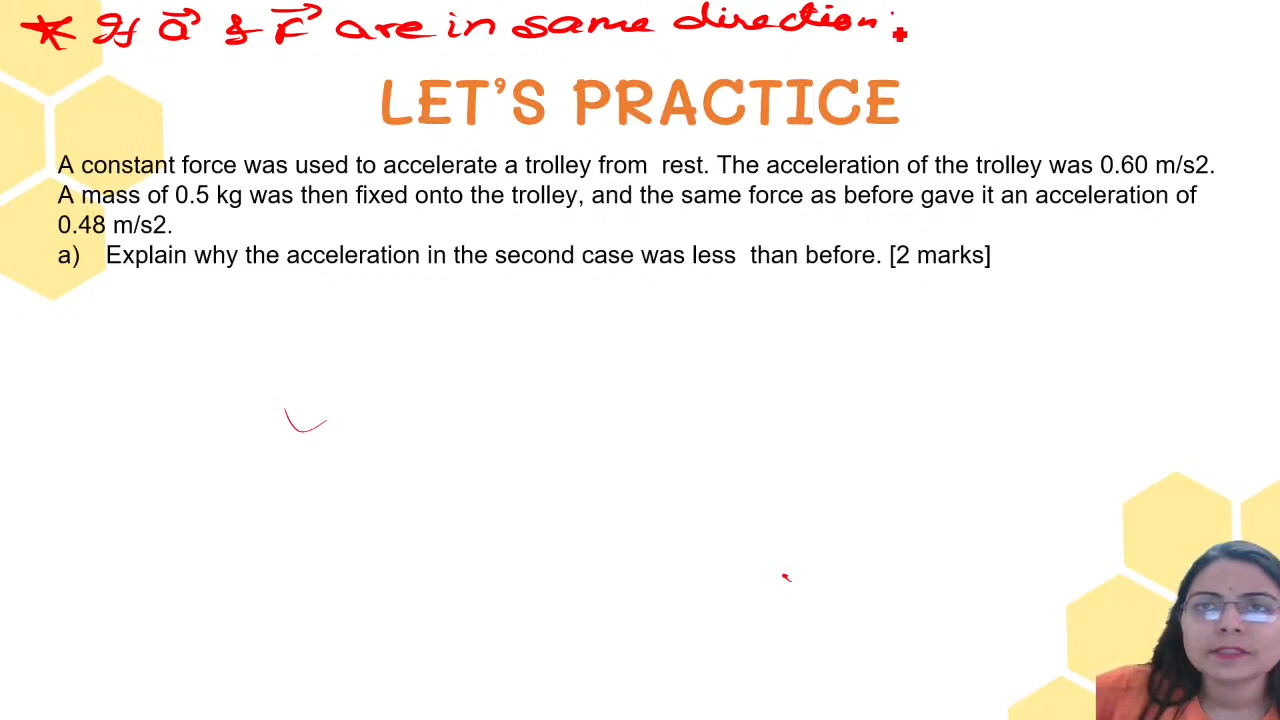 * If a⃗ & F⃗ are in same direction:
LET'S PRACTICE
A constant force was used to accelerate a trolley from rest. The acceleration of the trolley was 0.60 m/s2.
A mass of 0.5 kg was then fixed onto the trolley, and the same force as before gave it an acceleration of
0.48 m/s2.
a) Explain why the acceleration in the second case was less than before. [2 marks]